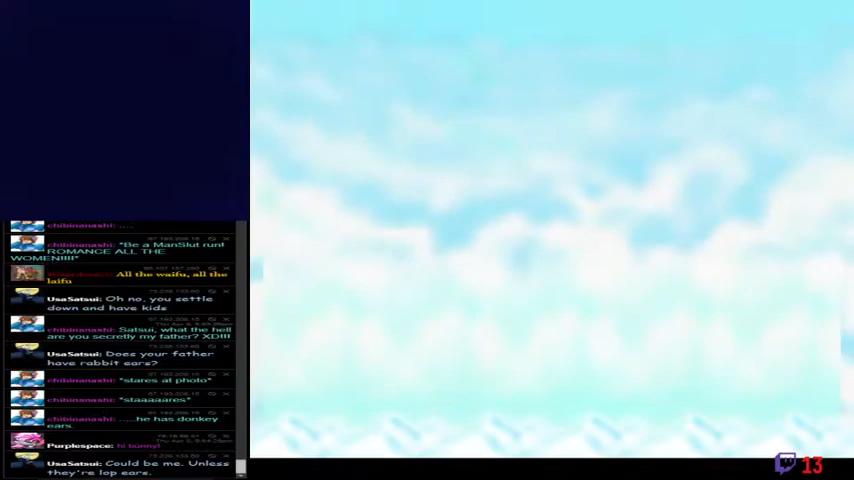 chibinanashi: ....
chibinanashi: "Be a ManSlut run!
ROMANCE ALL THE
WOMEN!!!!"
All the waifu, all the
laifu
UsaSatsui: Oh no, you settle
down and have kids
chibinanashi: Satsui, what the hell
are you secretly my father? XD!!!
UsaSatsui: Does your father
have rabbit ears?
chibinanashi: *stares at photo*
chibinanashi: *staaaaares*
chibinanashi: .....he has donkey
ears.
Purplespace: hi bunny!
UsaSatsui: Could be me. Unless
they're lop ears.
13